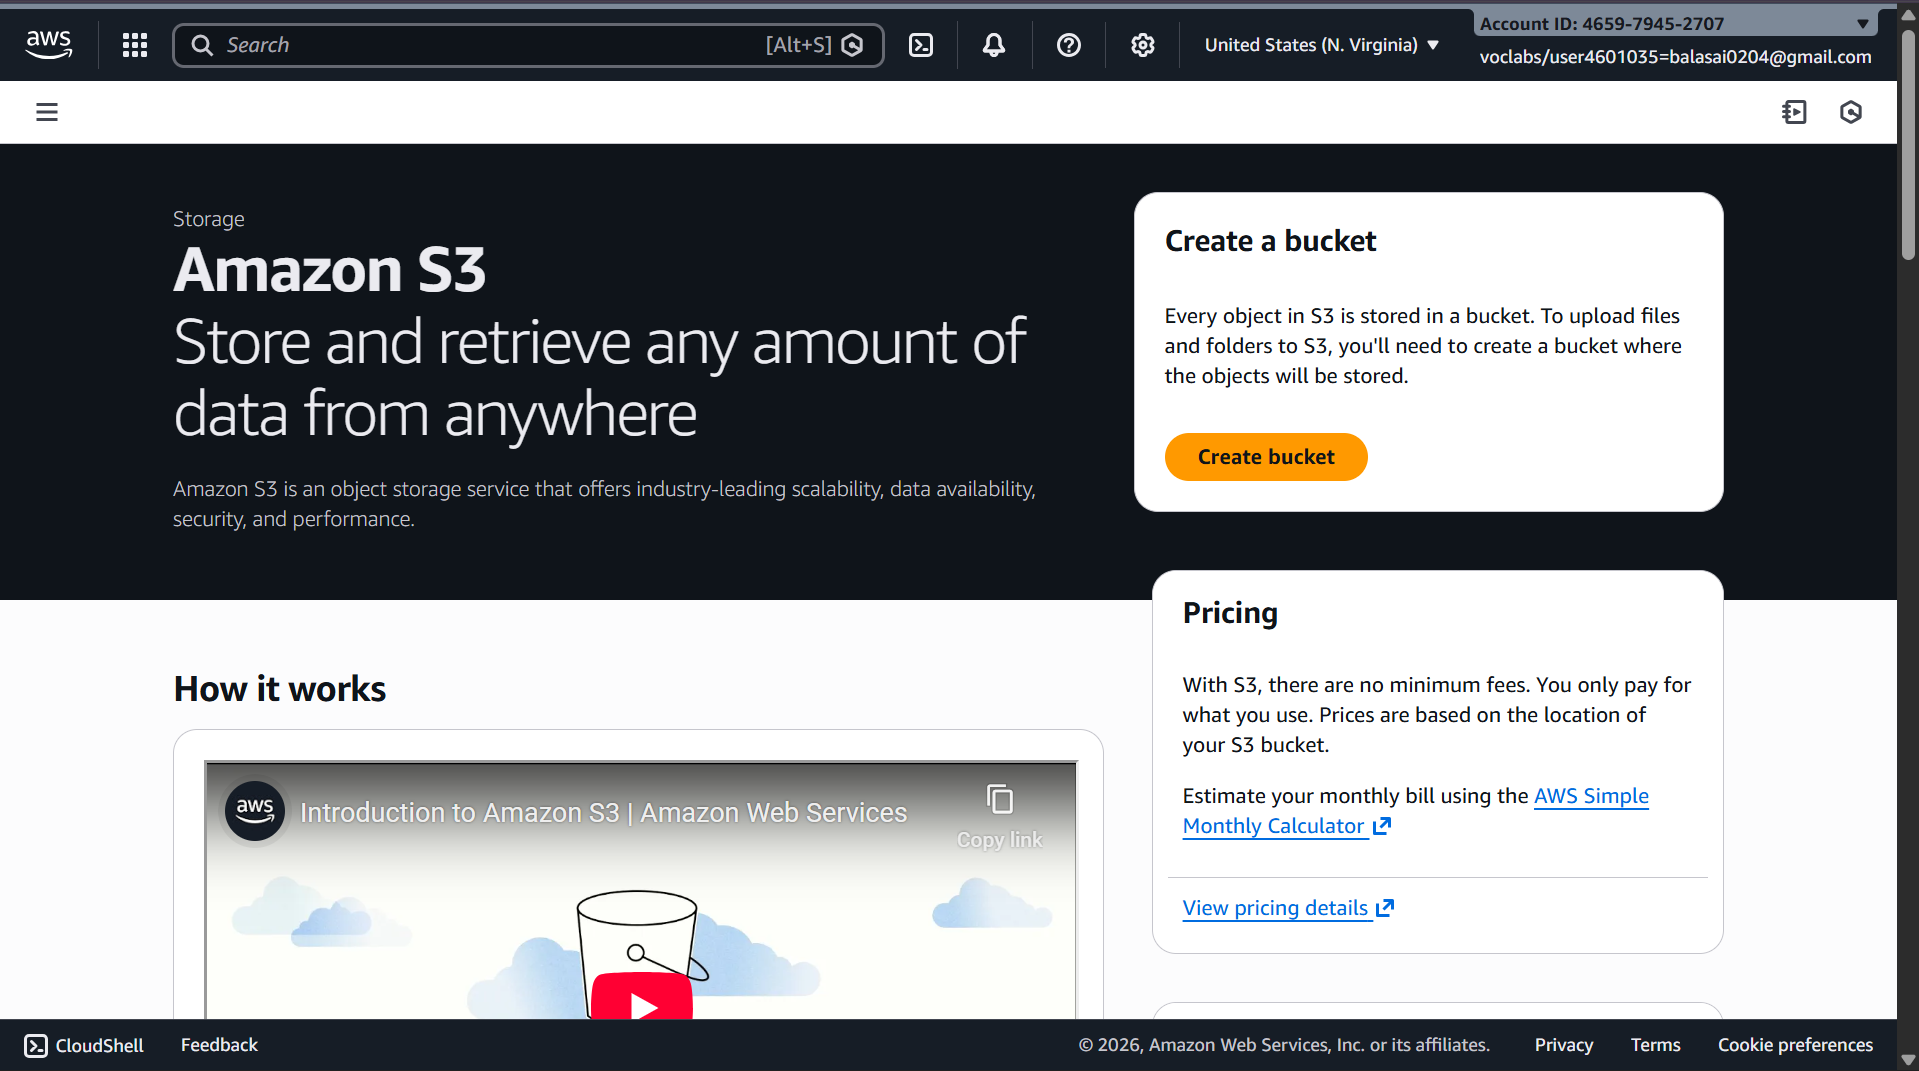 aws
Search
[Alt+S]
United States (N. Virginia)
Account ID: 4659-7945-2707
voclabs/user4601035=balasai0204@gmail.com
Storage
Amazon S3
Store and retrieve any amount of
data from anywhere
Amazon S3 is an object storage service that offers industry-leading scalability, data availability,
security, and performance.
Create a bucket
Every object in S3 is stored in a bucket. To upload files
and folders to S3, you'll need to create a bucket where
the objects will be stored.
Create bucket
How it works
aws
Introduction to Amazon S3 | Amazon Web Services
Copy link
Pricing
With S3, there are no minimum fees. You only pay for
what you use. Prices are based on the location of
your S3 bucket.
Estimate your monthly bill using the AWS Simple
Monthly Calculator
View pricing details
CloudShell
Feedback
© 2026, Amazon Web Services, Inc. or its affiliates.
Privacy
Terms
Cookie preferences